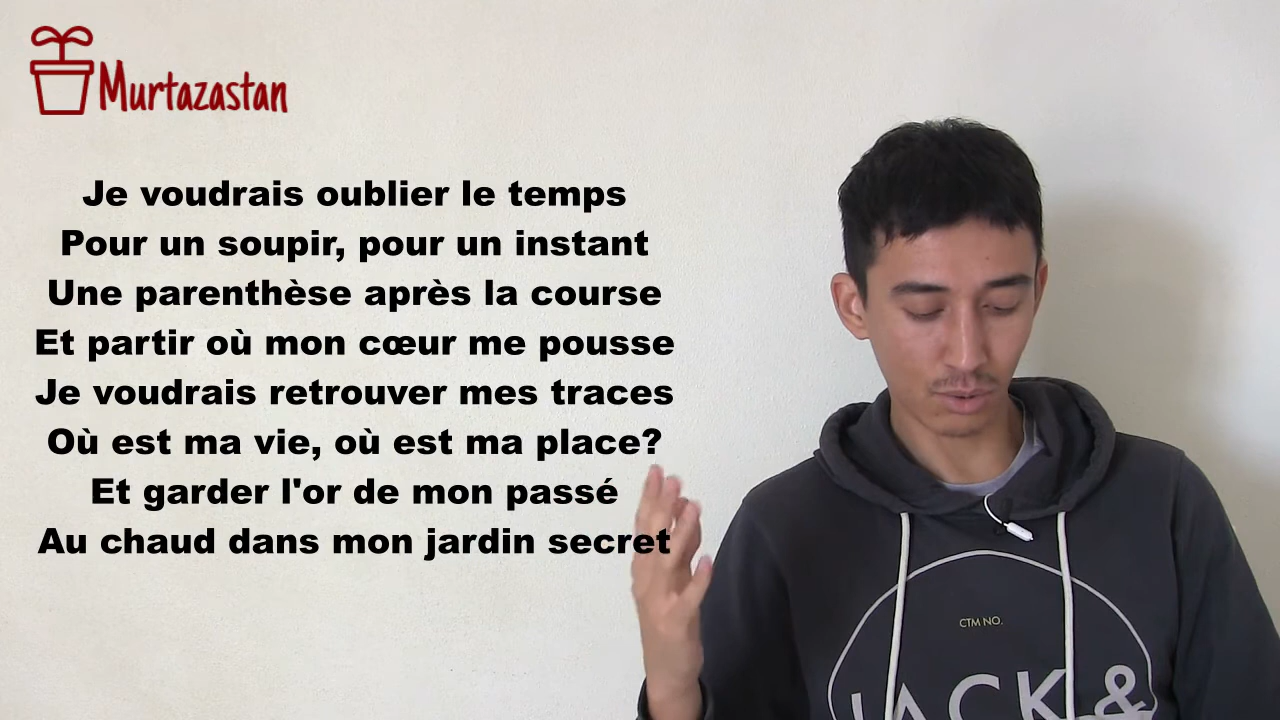 Murtazastan
Je voudrais oublier le temps
Pour un soupir, pour un instant
Une parenthèse après la course
Et partir où mon cœur me pousse
Je voudrais retrouver mes traces
Où est ma vie, où est ma place?
Et garder l'or de mon passé
Au chaud dans mon jardin secret
CTM NO.
JACK &